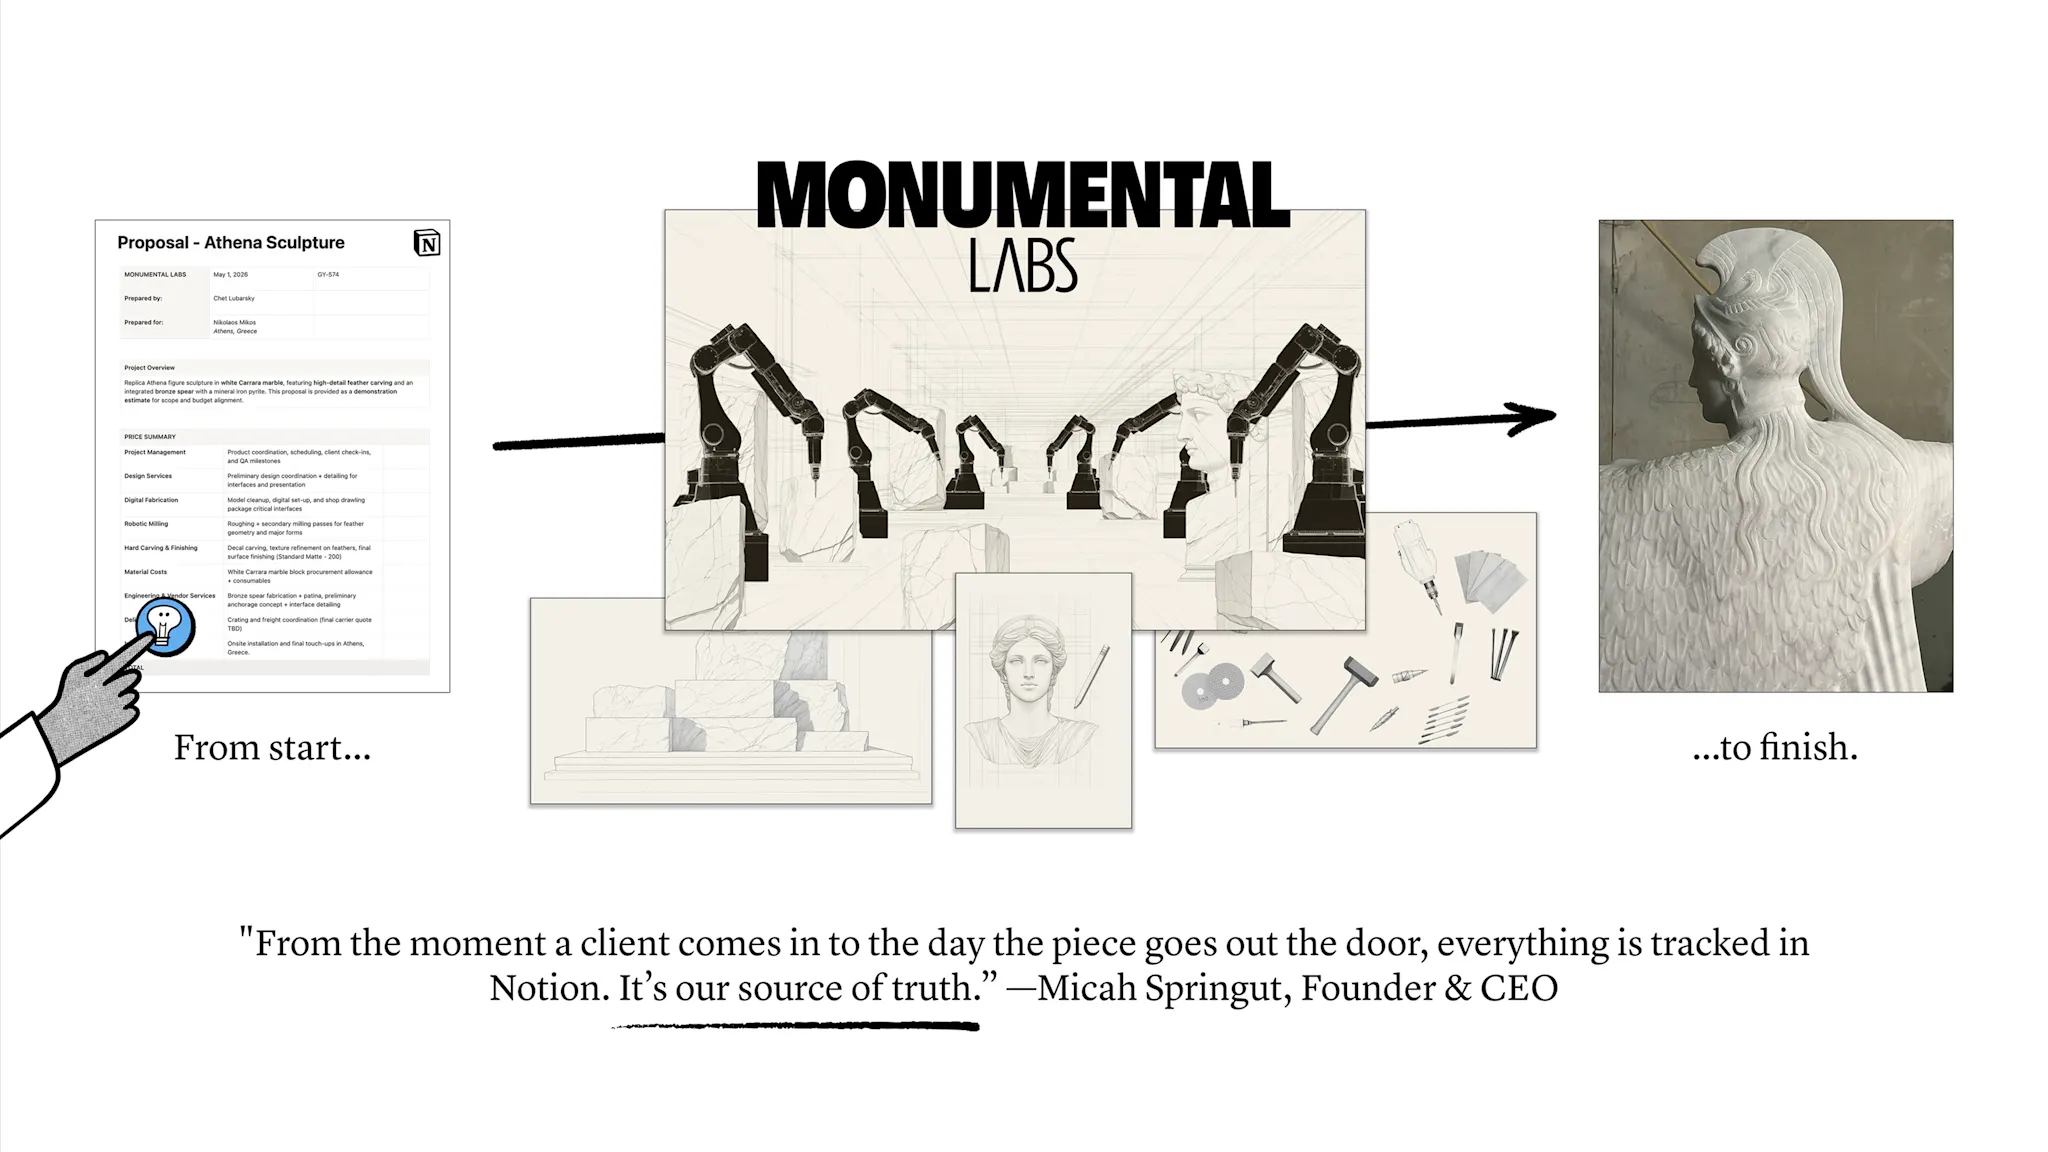 MONUMENTAL
LABS
Proposal - Athena Sculpture
N
MONUMENTAL LABS May 1, 2026 GY-574
Prepared by: Chet Lubarsky
Prepared for: Nikolaos Mikos
Athens, Greece
Project Overview
Replica Athena figure sculpture in white Carrara marble, featuring high-detail feather carving and an
integrated bronze spear with a mineral iron pyrite. This proposal is provided as a demonstration
estimate for scope and budget alignment.
PRICE SUMMARY
Project Management Product coordination, scheduling, client check-ins,
and QA milestones
Design Services Preliminary design coordination + detailing for
interfaces and presentation
Digital Fabrication Model cleanup, digital set-up, and shop drawling
package critical interfaces
Robotic Milling Roughing + secondary milling passes for feather
geometry and major forms
Hard Carving & Finishing Decal carving, texture refinement on feathers, final
surface finishing (Standard Matte - 200)
Material Costs White Carrara marble block procurement allowance
+ consumables
Engineering & Vendor Services Bronze spear fabrication + patina, preliminary
anchorage concept + interface detailing
Crating and freight coordination (final carrier quote
TBD)
Onsite installation and final touch-ups in Athens,
Greece.
From start...
...to finish.
"From the moment a client comes in to the day the piece goes out the door, everything is tracked in
Notion. It’s our source of truth.” —Micah Springut, Founder & CEO